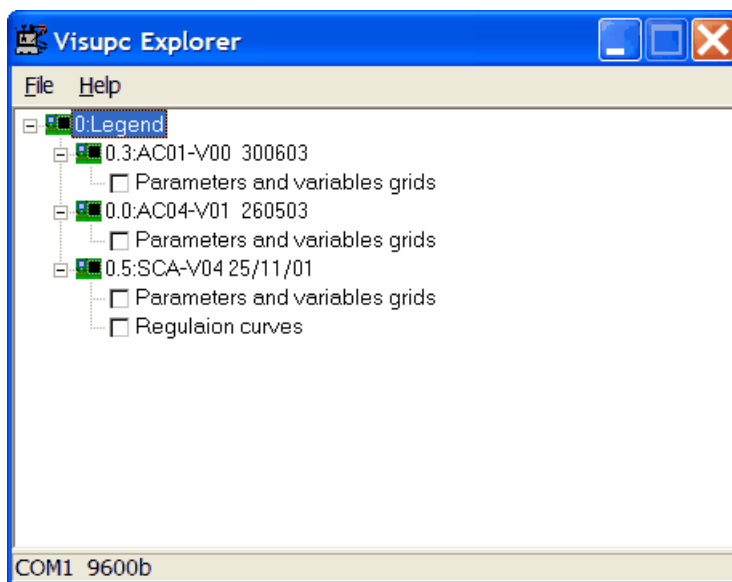 Visupc Explorer
File Help
0:Legend
0.3:AC01-V00 300603
Parameters and variables grids
0.0:AC04-V01 260503
Parameters and variables grids
0.5:SCA-V04 25/11/01
Parameters and variables grids
Regulaion curves
COM1 9600b